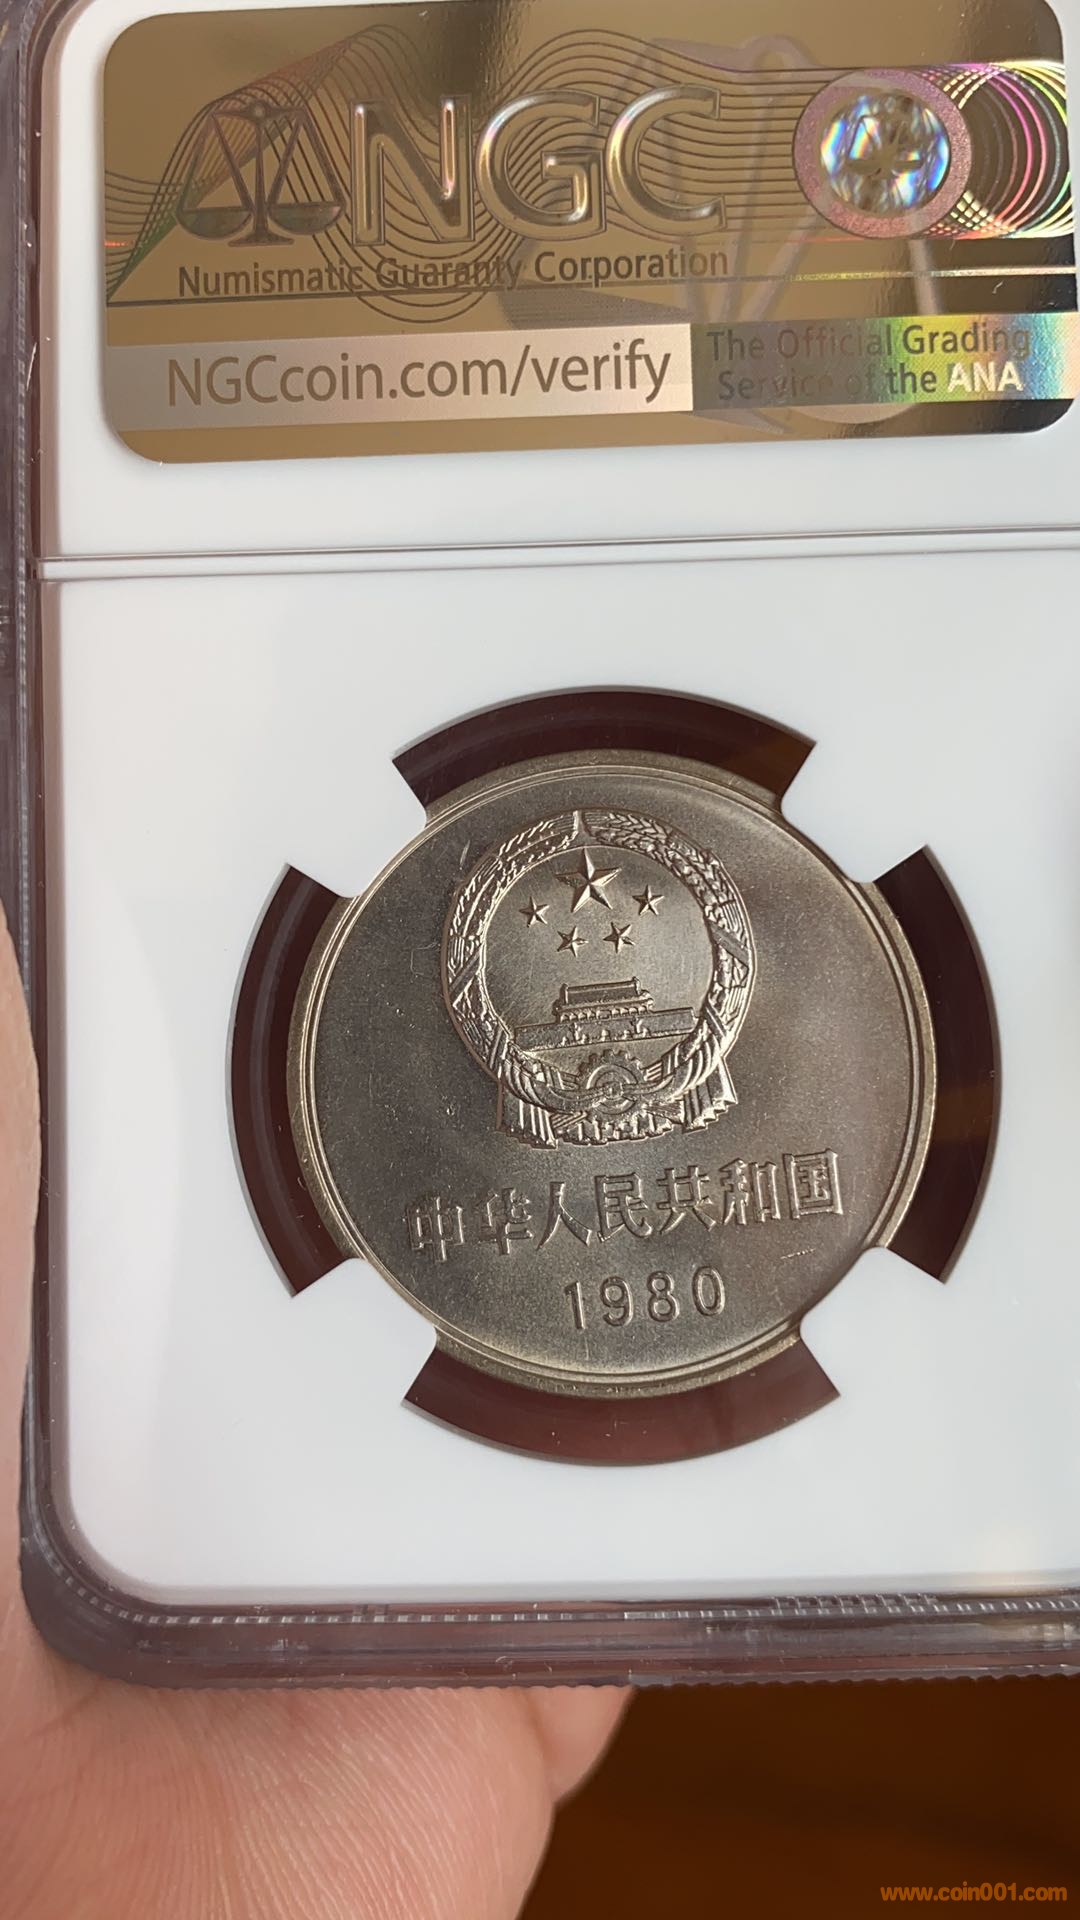 NGC
Numismatic Guaranty Corporation
NGCcoin.com/verify
The Official Grading
Service of the ANA
中华人民共和国
1980
www.coin001.com